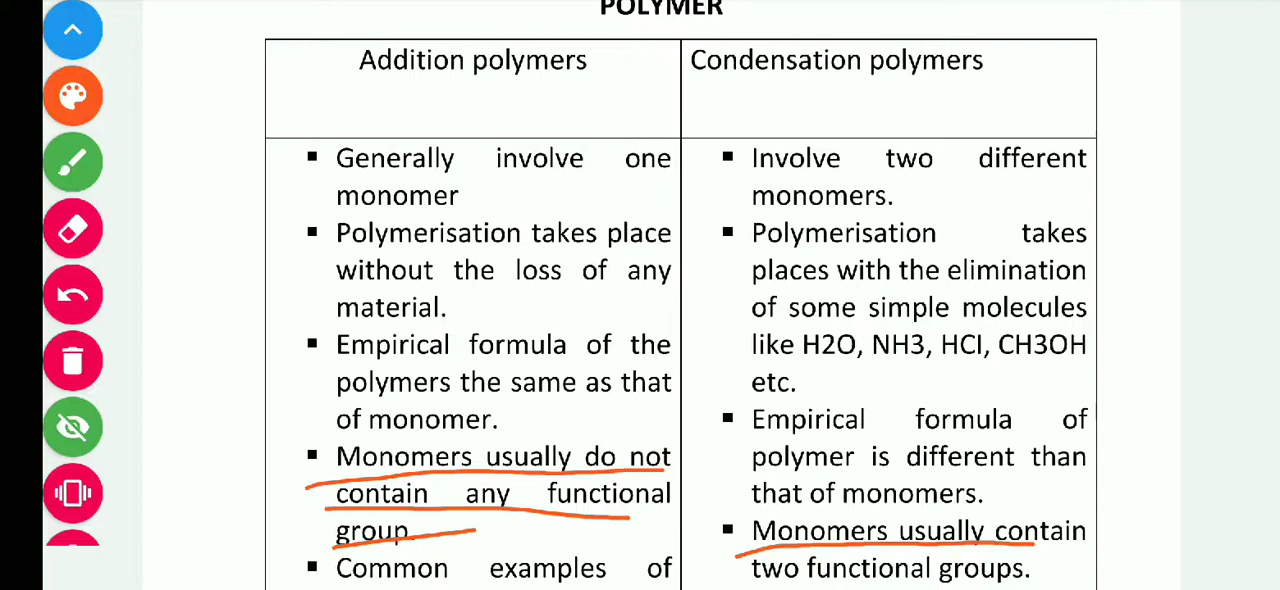 POLYMER
Addition polymers
Condensation polymers
▪ Generally involve one
monomer
▪ Polymerisation takes place
without the loss of any
material.
▪ Empirical formula of the
polymers the same as that
of monomer.
▪ Monomers usually do not
contain any functional
group.
▪ Common examples of
▪ Involve two different
monomers.
▪ Polymerisation takes
places with the elimination
of some simple molecules
like H2O, NH3, HCl, CH3OH
etc.
▪ Empirical formula of
polymer is different than
that of monomers.
▪ Monomers usually contain
two functional groups.